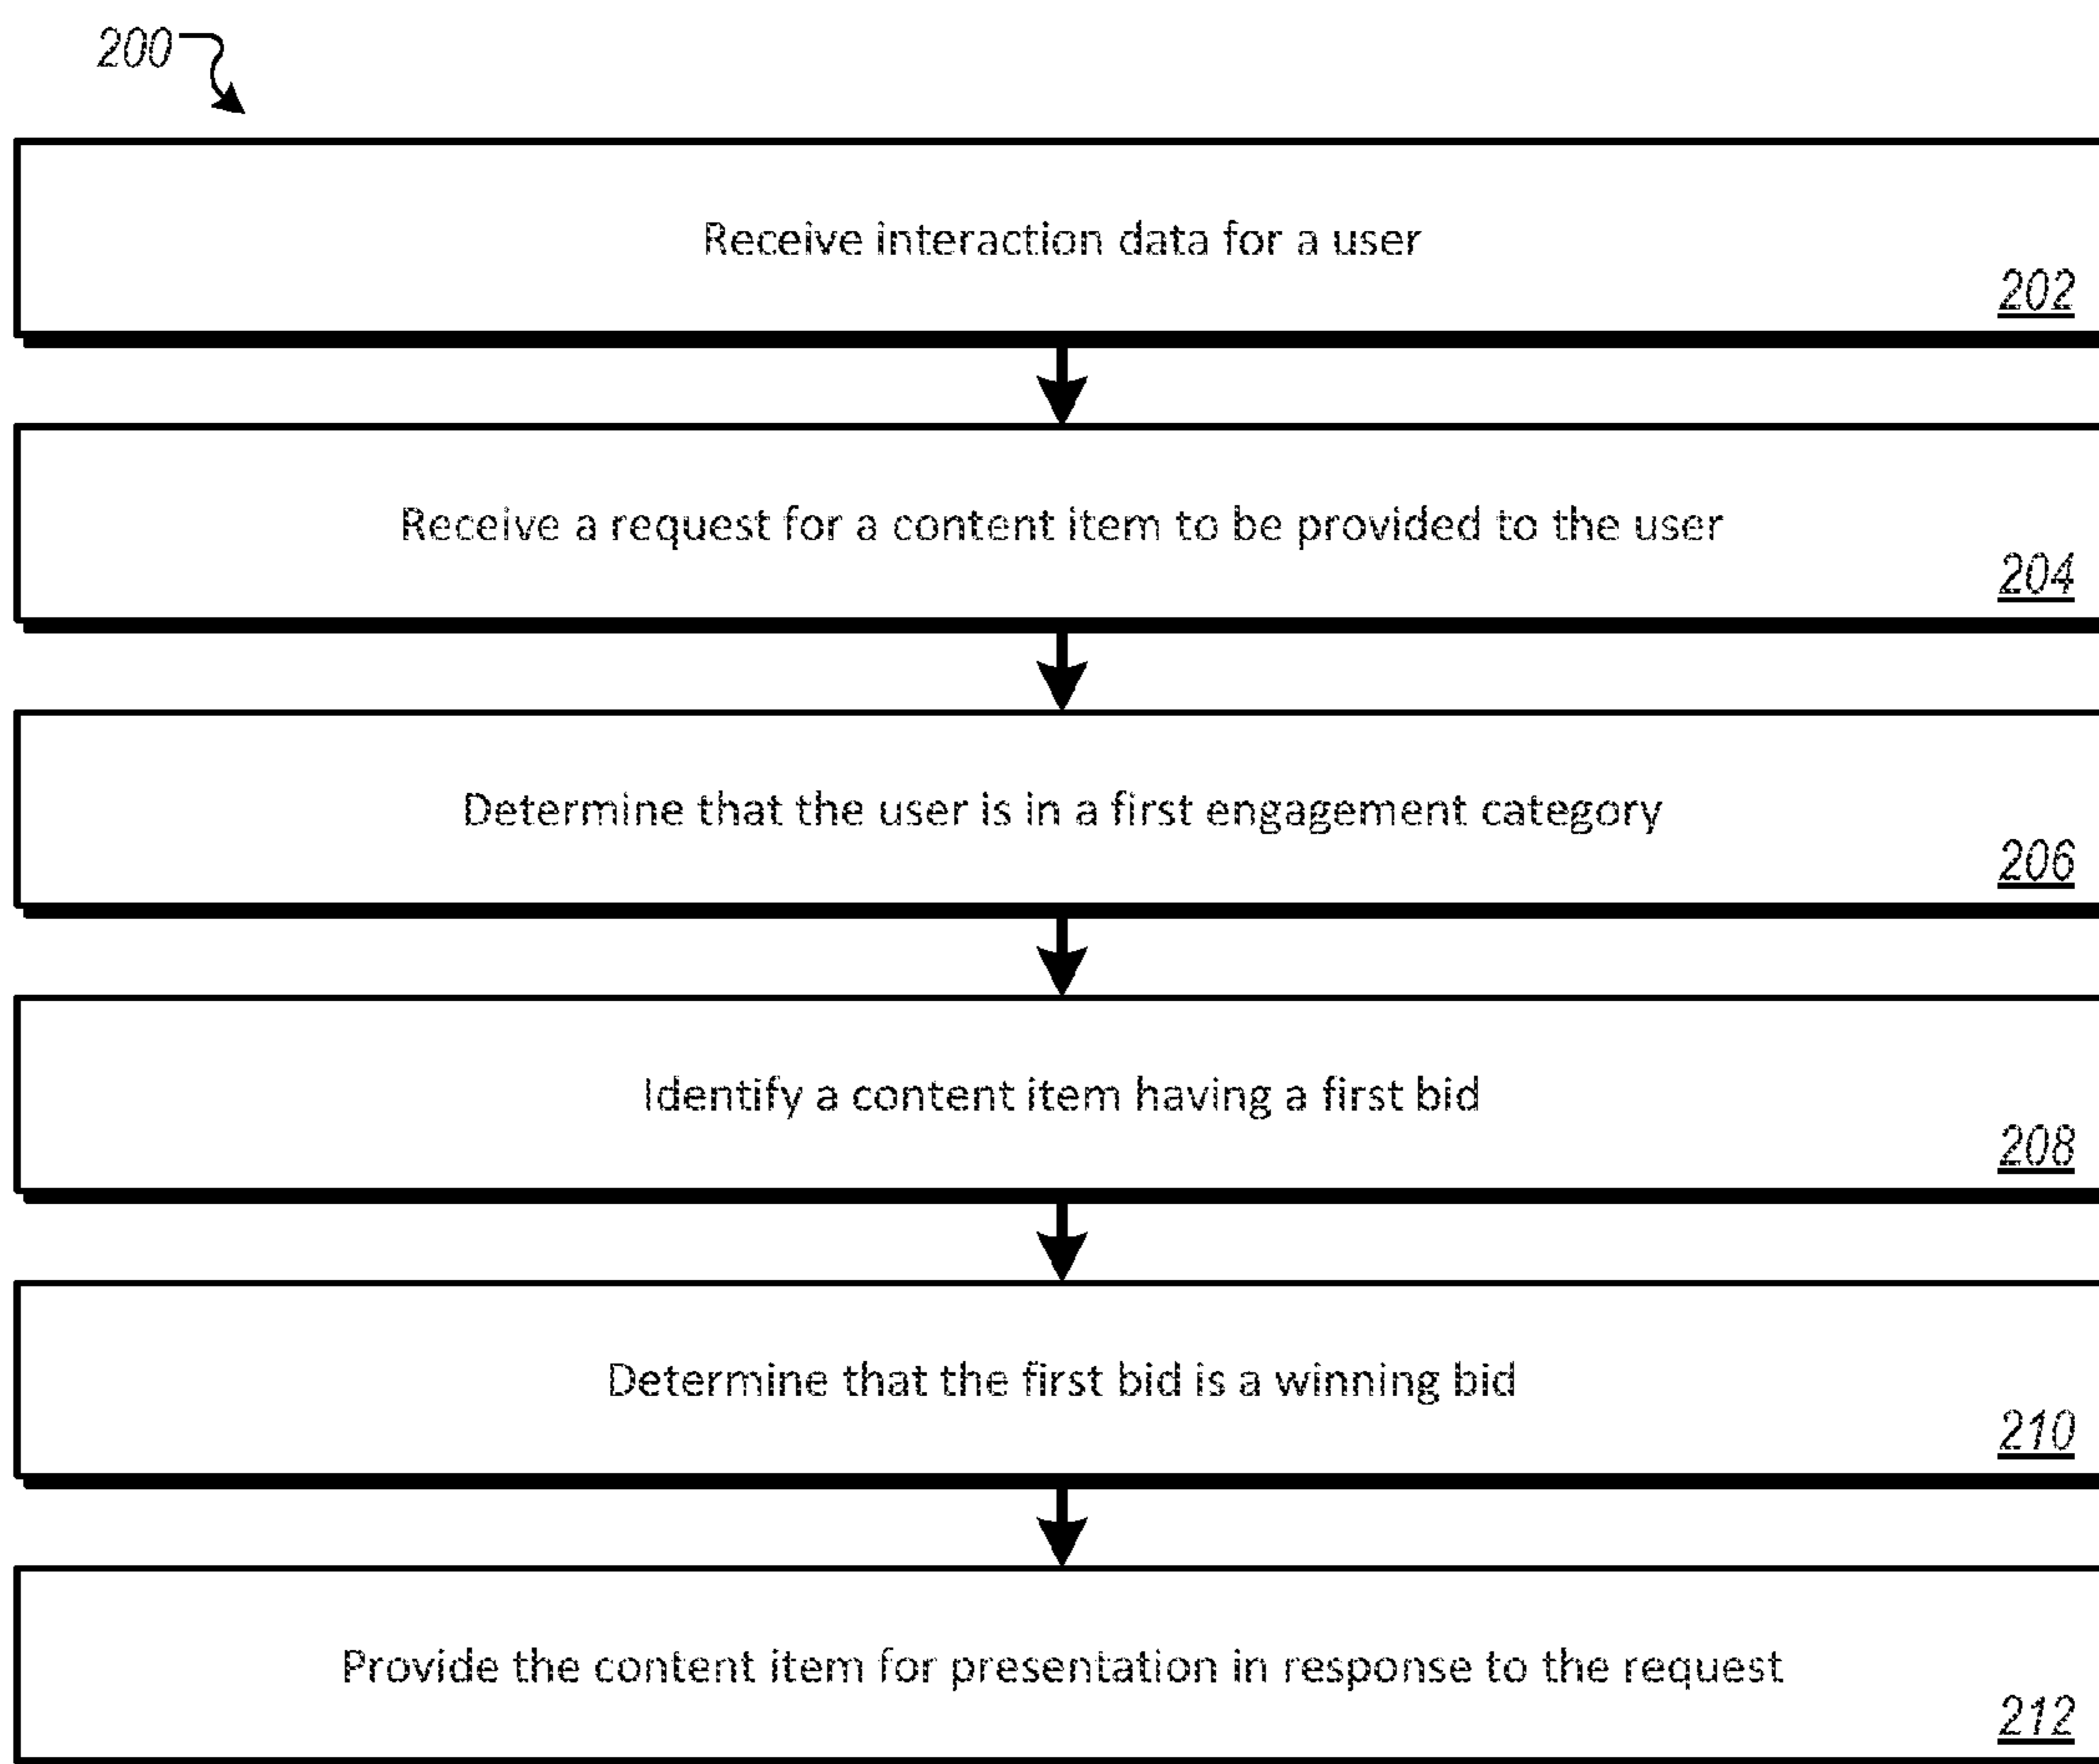 200
Receive interaction data for a user
202
Receive a request for a content item to be provided to the user
204
Determine that the user is in a first engagement category
206
Identify a content item having a first bid
208
Determine that the first bid is a winning bid
210
Provide the content item for presentation in response to the request
212